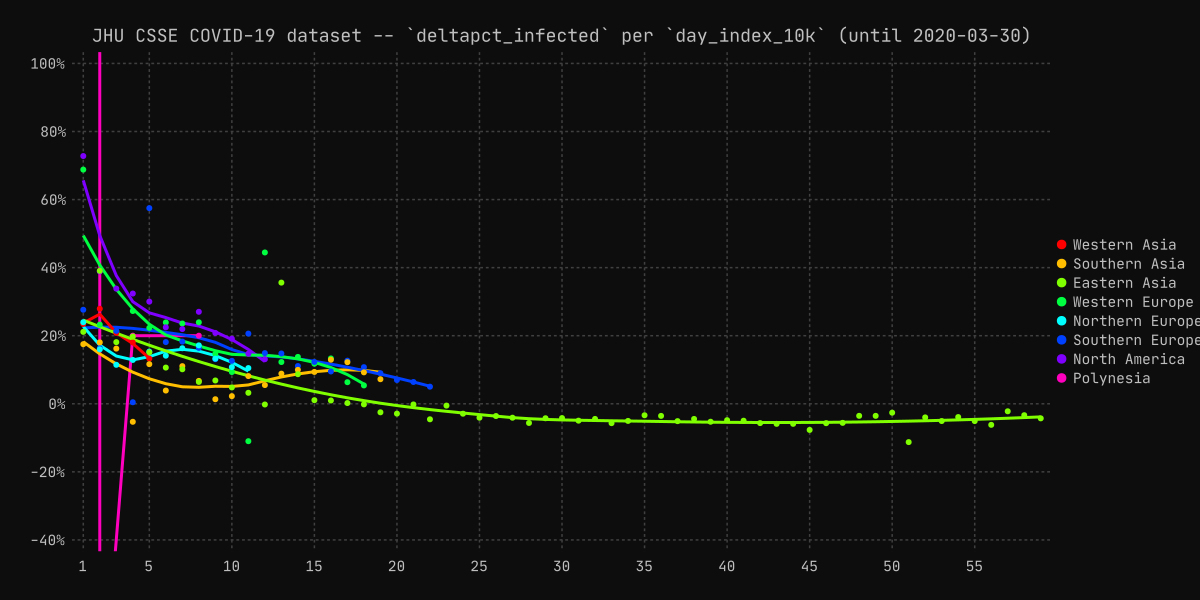 JHU CSSE COVID-19 dataset -- `deltapct_infected` per `day_index_10k` (until 2020-03-30)
100%
80%
60%
40%
20%
0%
-20%
-40%
1 5 10 15 20 25 30 35 40 45 50 55
Western Asia
Southern Asia
Eastern Asia
Western Europe
Northern Europe
Southern Europe
North America
Polynesia